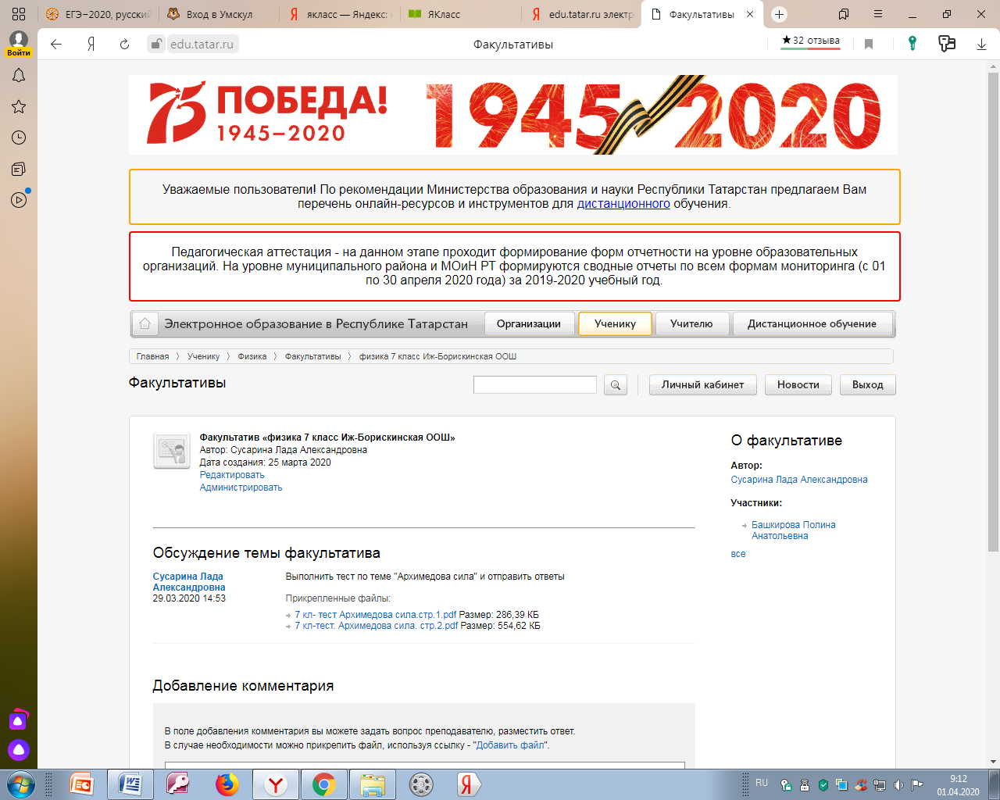 ЕГЭ–2020, русский
Вход в Умскул
якласс — Яндекс:
ЯКласс
edu.tatar.ru электр
Факультативы
Войти
edu.tatar.ru
Факультативы
32 отзыва
75 ПОБЕДА!
1945–2020
1945 2020
Уважаемые пользователи! По рекомендации Министерства образования и науки Республики Татарстан предлагаем Вам
перечень онлайн-ресурсов и инструментов для дистанционного обучения.
Педагогическая аттестация - на данном этапе проходит формирование форм отчетности на уровне образовательных
организаций. На уровне муниципального района и МОиН РТ формируются сводные отчеты по всем формам мониторинга (с 01
по 30 апреля 2020 года) за 2019-2020 учебный год.
Электронное образование в Республике Татарстан
Организации
Ученику
Учителю
Дистанционное обучение
Главная > Ученику > Физика > Факультативы > физика 7 класс Иж-Борискинская ООШ
Факультативы
Личный кабинет
Новости
Выход
Факультатив «физика 7 класс Иж-Борискинская ООШ»
Автор: Сусарина Лада Александровна
Дата создания: 25 марта 2020
Редактировать
Администрировать
О факультативе
Автор:
Сусарина Лада Александровна
Участники:
Башкирова Полина
Анатольевна
все
Обсуждение темы факультатива
Сусарина Лада
Александровна
29.03.2020 14:53
Выполнить тест по теме "Архимедова сила" и отправить ответы
Прикрепленные файлы:
7 кл- тест Архимедова сила.стр.1.pdf Размер: 286,39 КБ
7 кл-тест. Архимедова сила. стр.2.pdf Размер: 554,62 КБ
Добавление комментария
В поле добавления комментария вы можете задать вопрос преподавателю, разместить ответ.
В случае необходимости можно прикрепить файл, используя ссылку - "Добавить файл".
RU
9:12
01.04.2020